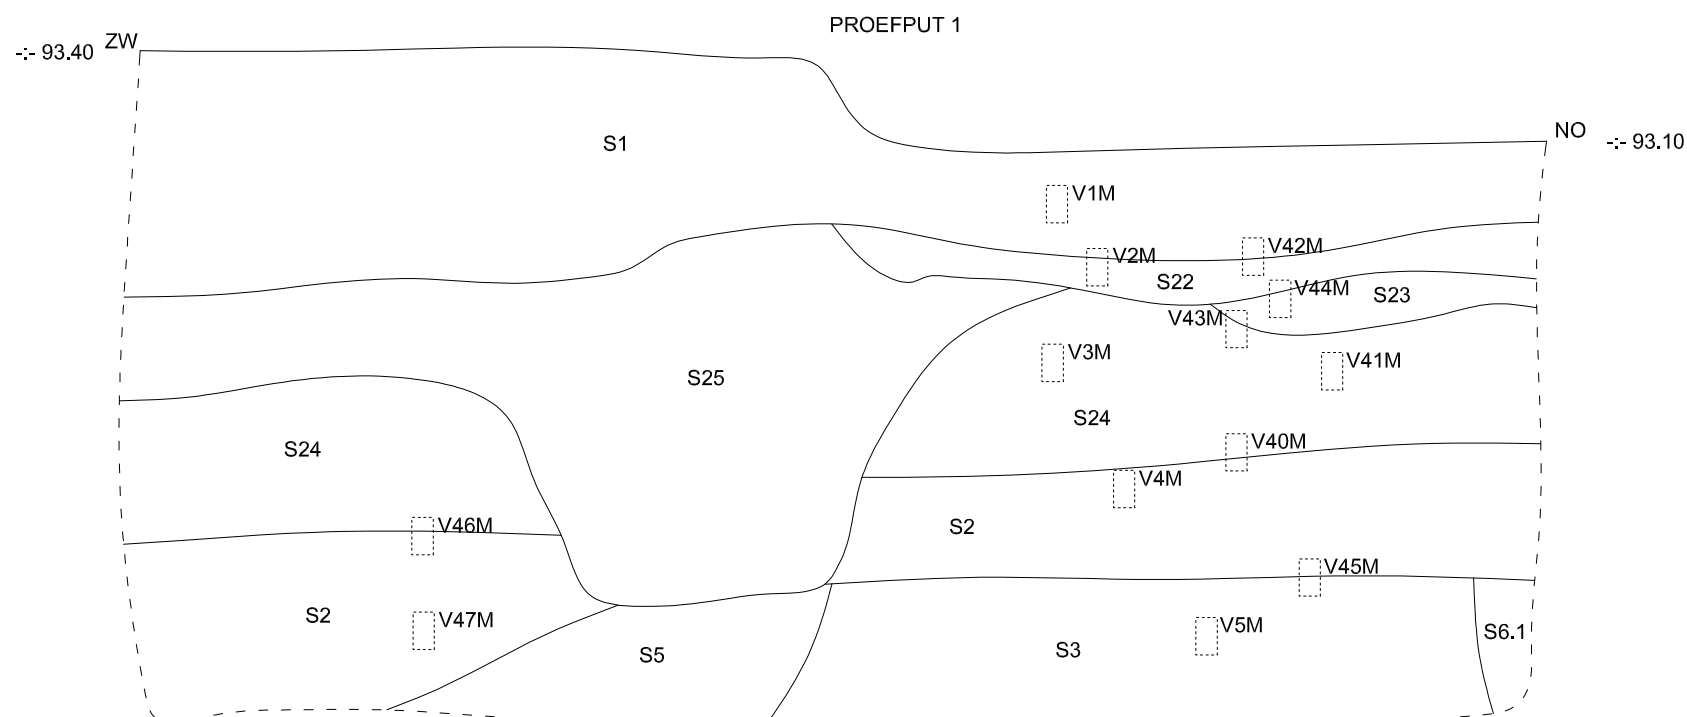 PROEFPUT 1
-:- 93.40 ZW
NO -:- 93.10
S1
V1M
V2M
V42M
S22
V44M
S23
V43M
V3M
V41M
S25
S24
S24
V40M
V4M
V46M
S2
V45M
S2
V47M
V5M
S6.1
S5
S3